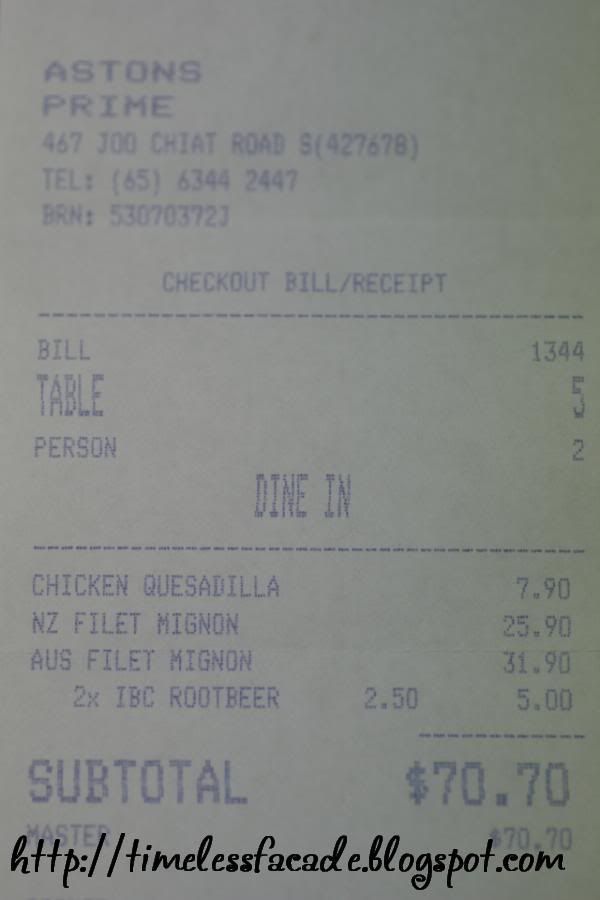 ASTONS
PRIME
467 JOO CHIAT ROAD S(427678)
TEL: (65) 6344 2447
BRN: 53070372J
CHECKOUT BILL/RECEIPT
BILL 1344
TABLE 5
PERSON 2
DINE IN
CHICKEN QUESADILLA 7.90
NZ FILET MIGNON 25.90
AUS FILET MIGNON 31.90
2x IBC ROOTBEER 2.50 5.00
SUBTOTAL $70.70
MASTER $70.70
http://timelessfacade.blogspot.com